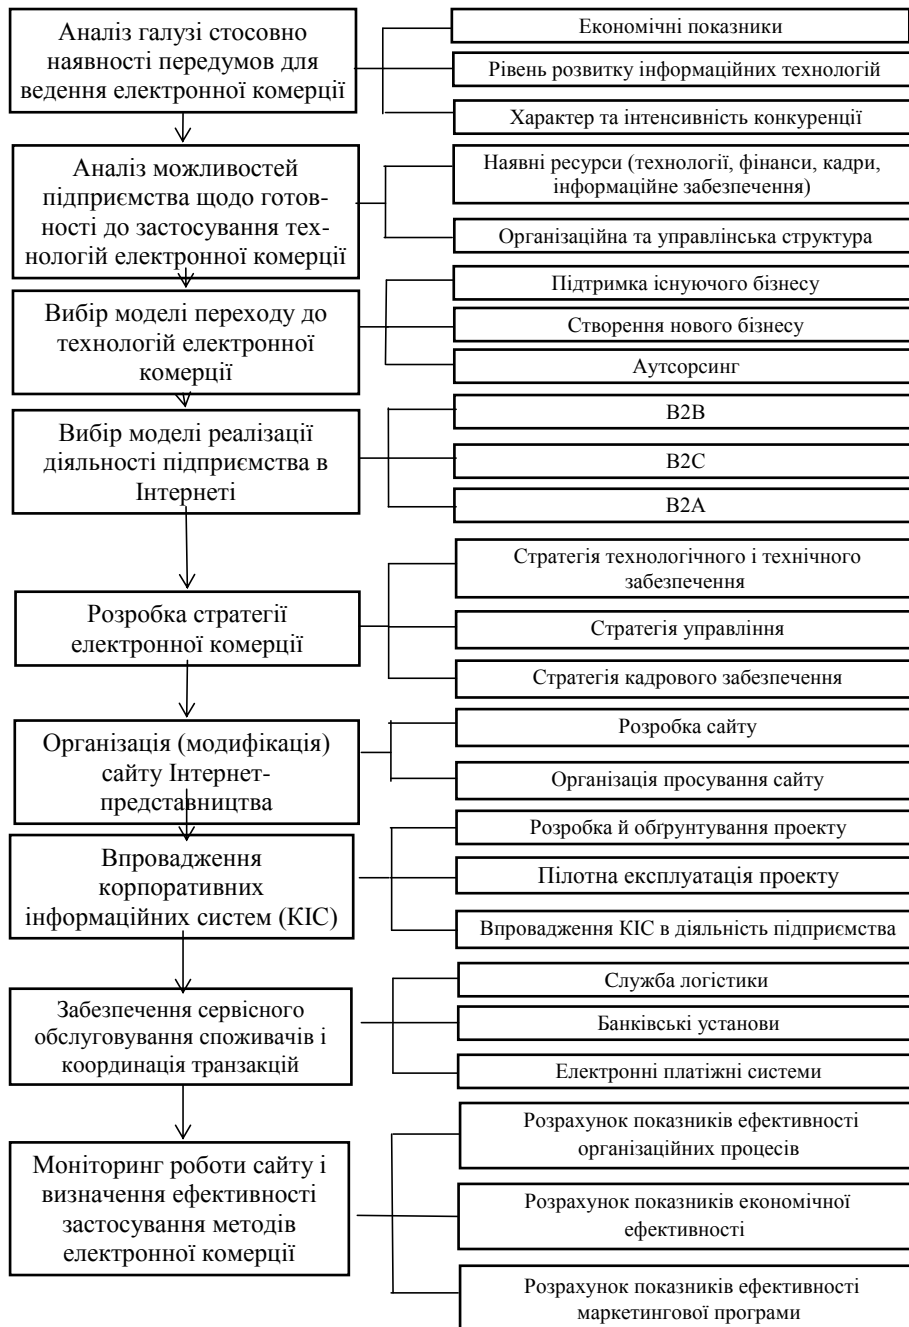 Аналіз галузі стосовно
наявності передумов для
ведення електронної комерції
Економічні показники
Рівень розвитку інформаційних технологій
Характер та інтенсивність конкуренції
Аналіз можливостей
підприємства щодо готов-
ності до застосування тех-
нологій електронної комерції
Наявні ресурси (технології, фінанси, кадри,
інформаційне забезпечення)
Організаційна та управлінська структура
Вибір моделі переходу до
технологій електронної
комерції
Підтримка існуючого бізнесу
Створення нового бізнесу
Аутсорсинг
Вибір моделі реалізації
діяльності підприємства в
Інтернеті
B2B
B2C
B2A
Розробка стратегії
електронної комерції
Стратегія технологічного і технічного
забезпечення
Стратегія управління
Стратегія кадрового забезпечення
Організація (модифікація)
сайту Інтернет-
представництва
Розробка сайту
Організація просування сайту
Впровадження
корпоративних
інформаційних систем (КІС)
Розробка й обґрунтування проекту
Пілотна експлуатація проекту
Впровадження КІС в діяльність підприємства
Забезпечення сервісного
обслуговування споживачів і
координація транзакцій
Служба логістики
Банківські установи
Електронні платіжні системи
Моніторинг роботи сайту і
визначення ефективності
застосування методів
електронної комерції
Розрахунок показників ефективності
організаційних процесів
Розрахунок показників економічної
ефективності
Розрахунок показників ефективності
маркетингової програми